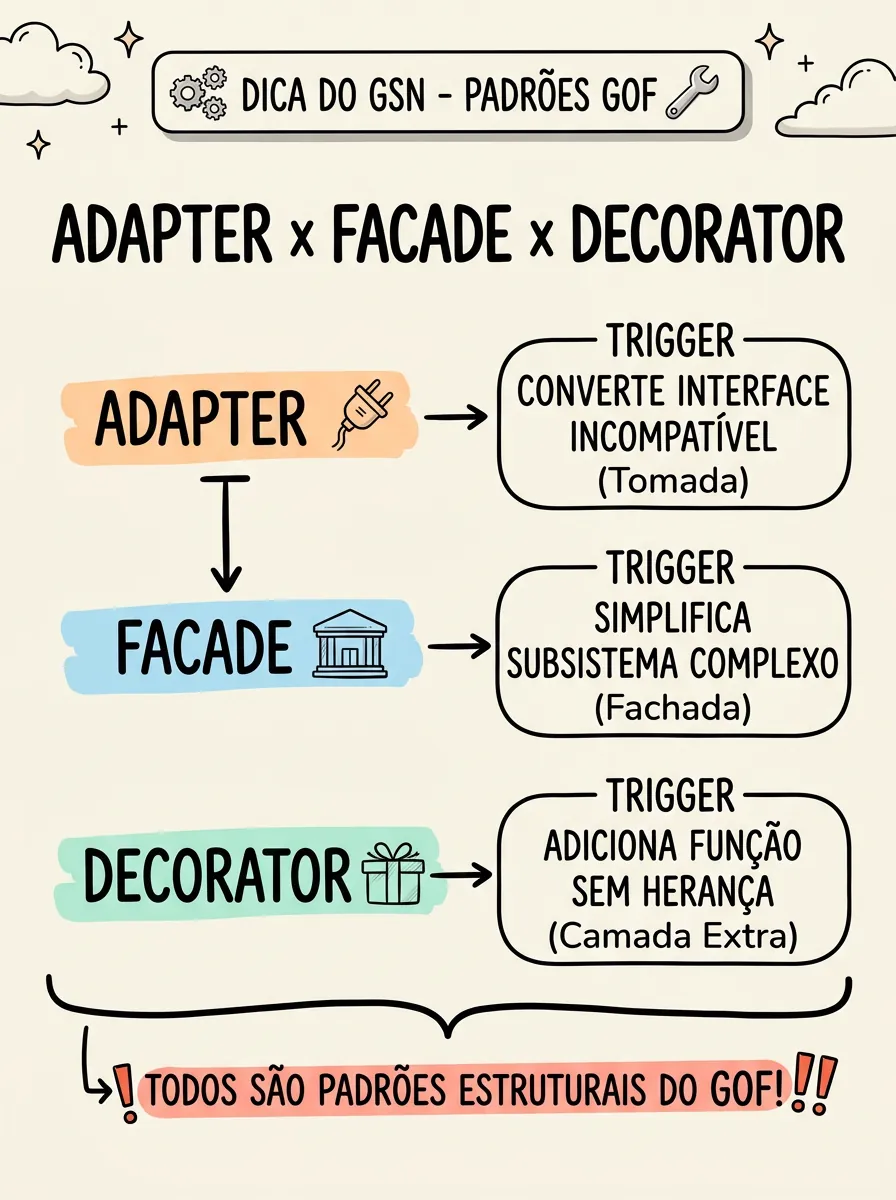 DICA DO GSN - PADRÕES GOF
ADAPTER x FACADE x DECORATOR
ADAPTER
TRIGGER
CONVERTE INTERFACE
INCOMPATÍVEL
(Tomada)
FACADE
TRIGGER
SIMPLIFICA
SUBSISTEMA COMPLEXO
(Fachada)
DECORATOR
TRIGGER
ADICIONA FUNÇÃO
SEM HERANÇA
(Camada Extra)
! TODOS SÃO PADRÕES ESTRUTURAIS DO GOF!!!